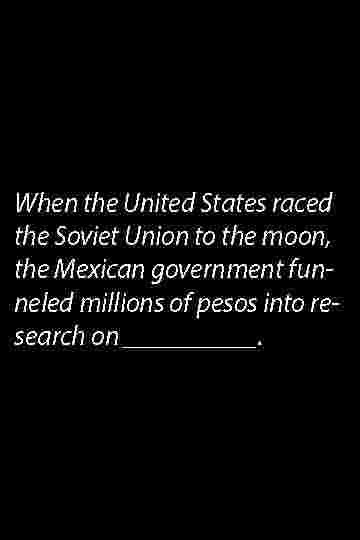 When the United States raced
the Soviet Union to the moon,
the Mexican government fun-
neled millions of pesos into re-
search on __________.